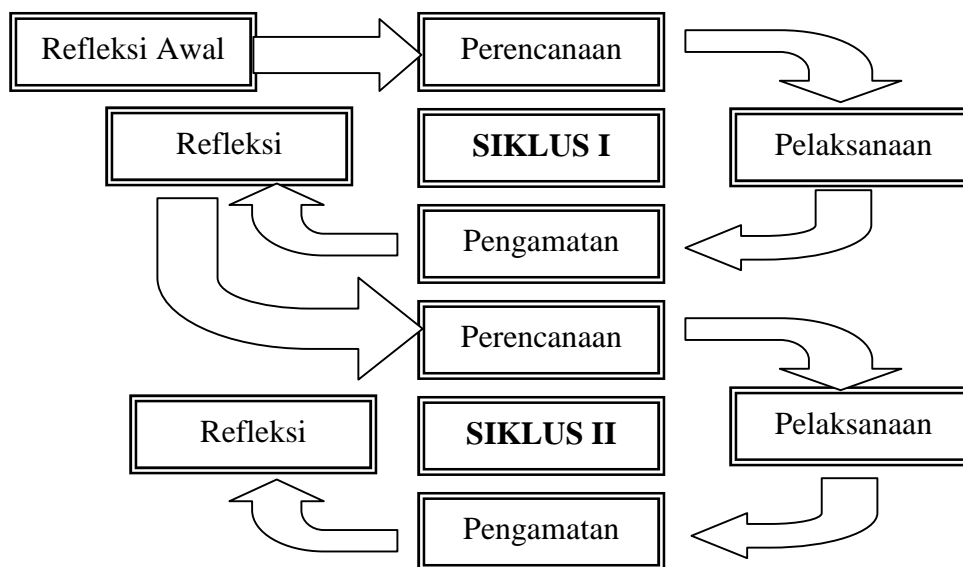 Refleksi Awal
Perencanaan
Refleksi
SIKLUS I
Pelaksanaan
Pengamatan
Perencanaan
Refleksi
SIKLUS II
Pelaksanaan
Pengamatan